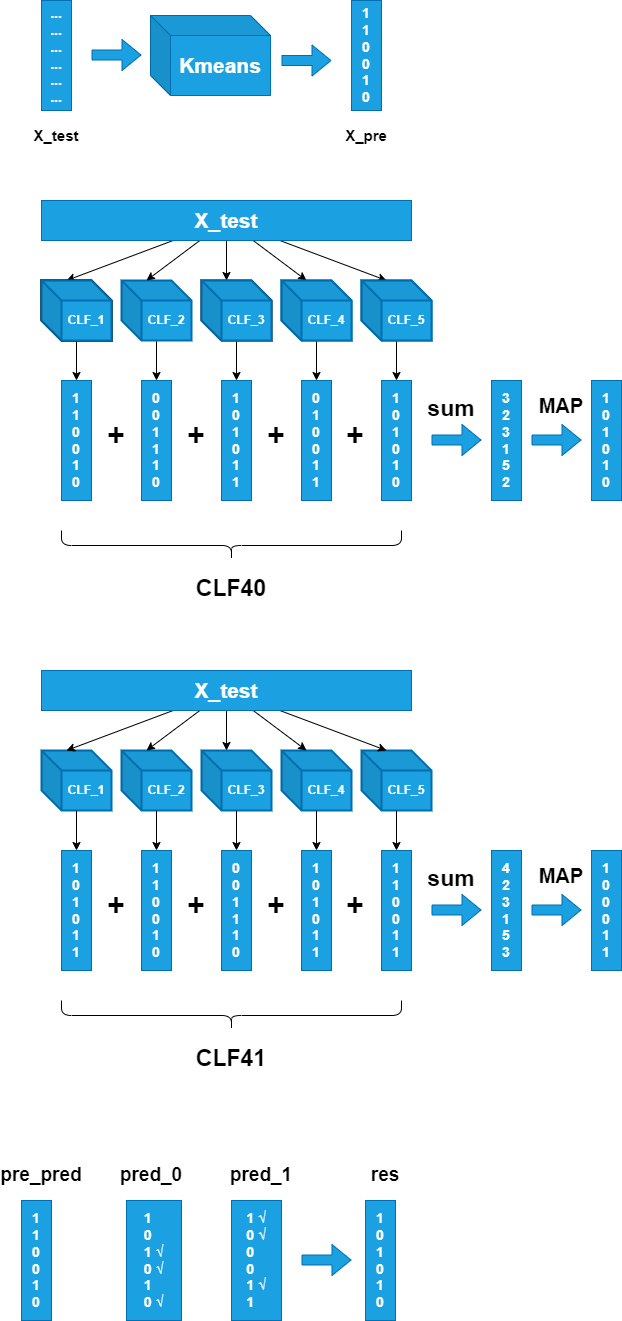 ...
...
...
...
...
...
Kmeans
1
1
0
0
1
0
X_test
X_pre
X_test
CLF_1 CLF_2 CLF_3 CLF_4 CLF_5
1 0 1 0 1 3 1
1 + 0 + 0 + 1 + 0 sum 2 MAP 0
0 1 1 0 1 3 1
0 1 0 0 0 1 0
1 1 1 1 1 5 1
0 0 1 1 0 2 0
CLF40
X_test
CLF_1 CLF_2 CLF_3 CLF_4 CLF_5
1 1 0 1 1 4 1
0 + 1 + 0 + 0 + 1 sum 2 MAP 0
1 0 1 1 0 3 0
0 0 1 0 0 1 0
1 1 1 1 1 5 1
1 0 0 1 1 3 1
CLF41
pre_pred pred_0 pred_1 res
1 1 1 √ 1
1 0 0 √ 0
0 1 √ 0 1
0 0 √ 0 0
1 1 1 √ 1
0 0 √ 1 0